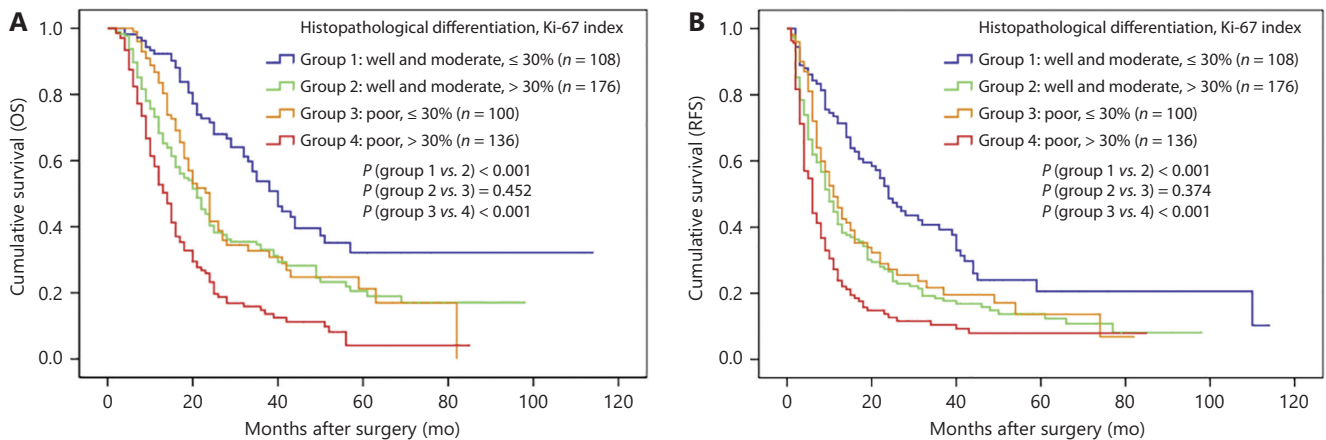 A
Histopathological differentiation, Ki-67 index
Group 1: well and moderate, ≤ 30% (n = 108)
Group 2: well and moderate, > 30% (n = 176)
Group 3: poor, ≤ 30% (n = 100)
Group 4: poor, > 30% (n = 136)
P (group 1 vs. 2) < 0.001
P (group 2 vs. 3) = 0.452
P (group 3 vs. 4) < 0.001
Cumulative survival (OS)
1.0
0.8
0.6
0.4
0.2
0.0
0 20 40 60 80 100 120
Months after surgery (mo)
B
Histopathological differentiation, Ki-67 index
Group 1: well and moderate, ≤ 30% (n = 108)
Group 2: well and moderate, > 30% (n = 176)
Group 3: poor, ≤ 30% (n = 100)
Group 4: poor, > 30% (n = 136)
P (group 1 vs. 2) < 0.001
P (group 2 vs. 3) = 0.374
P (group 3 vs. 4) < 0.001
Cumulative survival (RFS)
1.0
0.8
0.6
0.4
0.2
0.0
0 20 40 60 80 100 120
Months after surgery (mo)